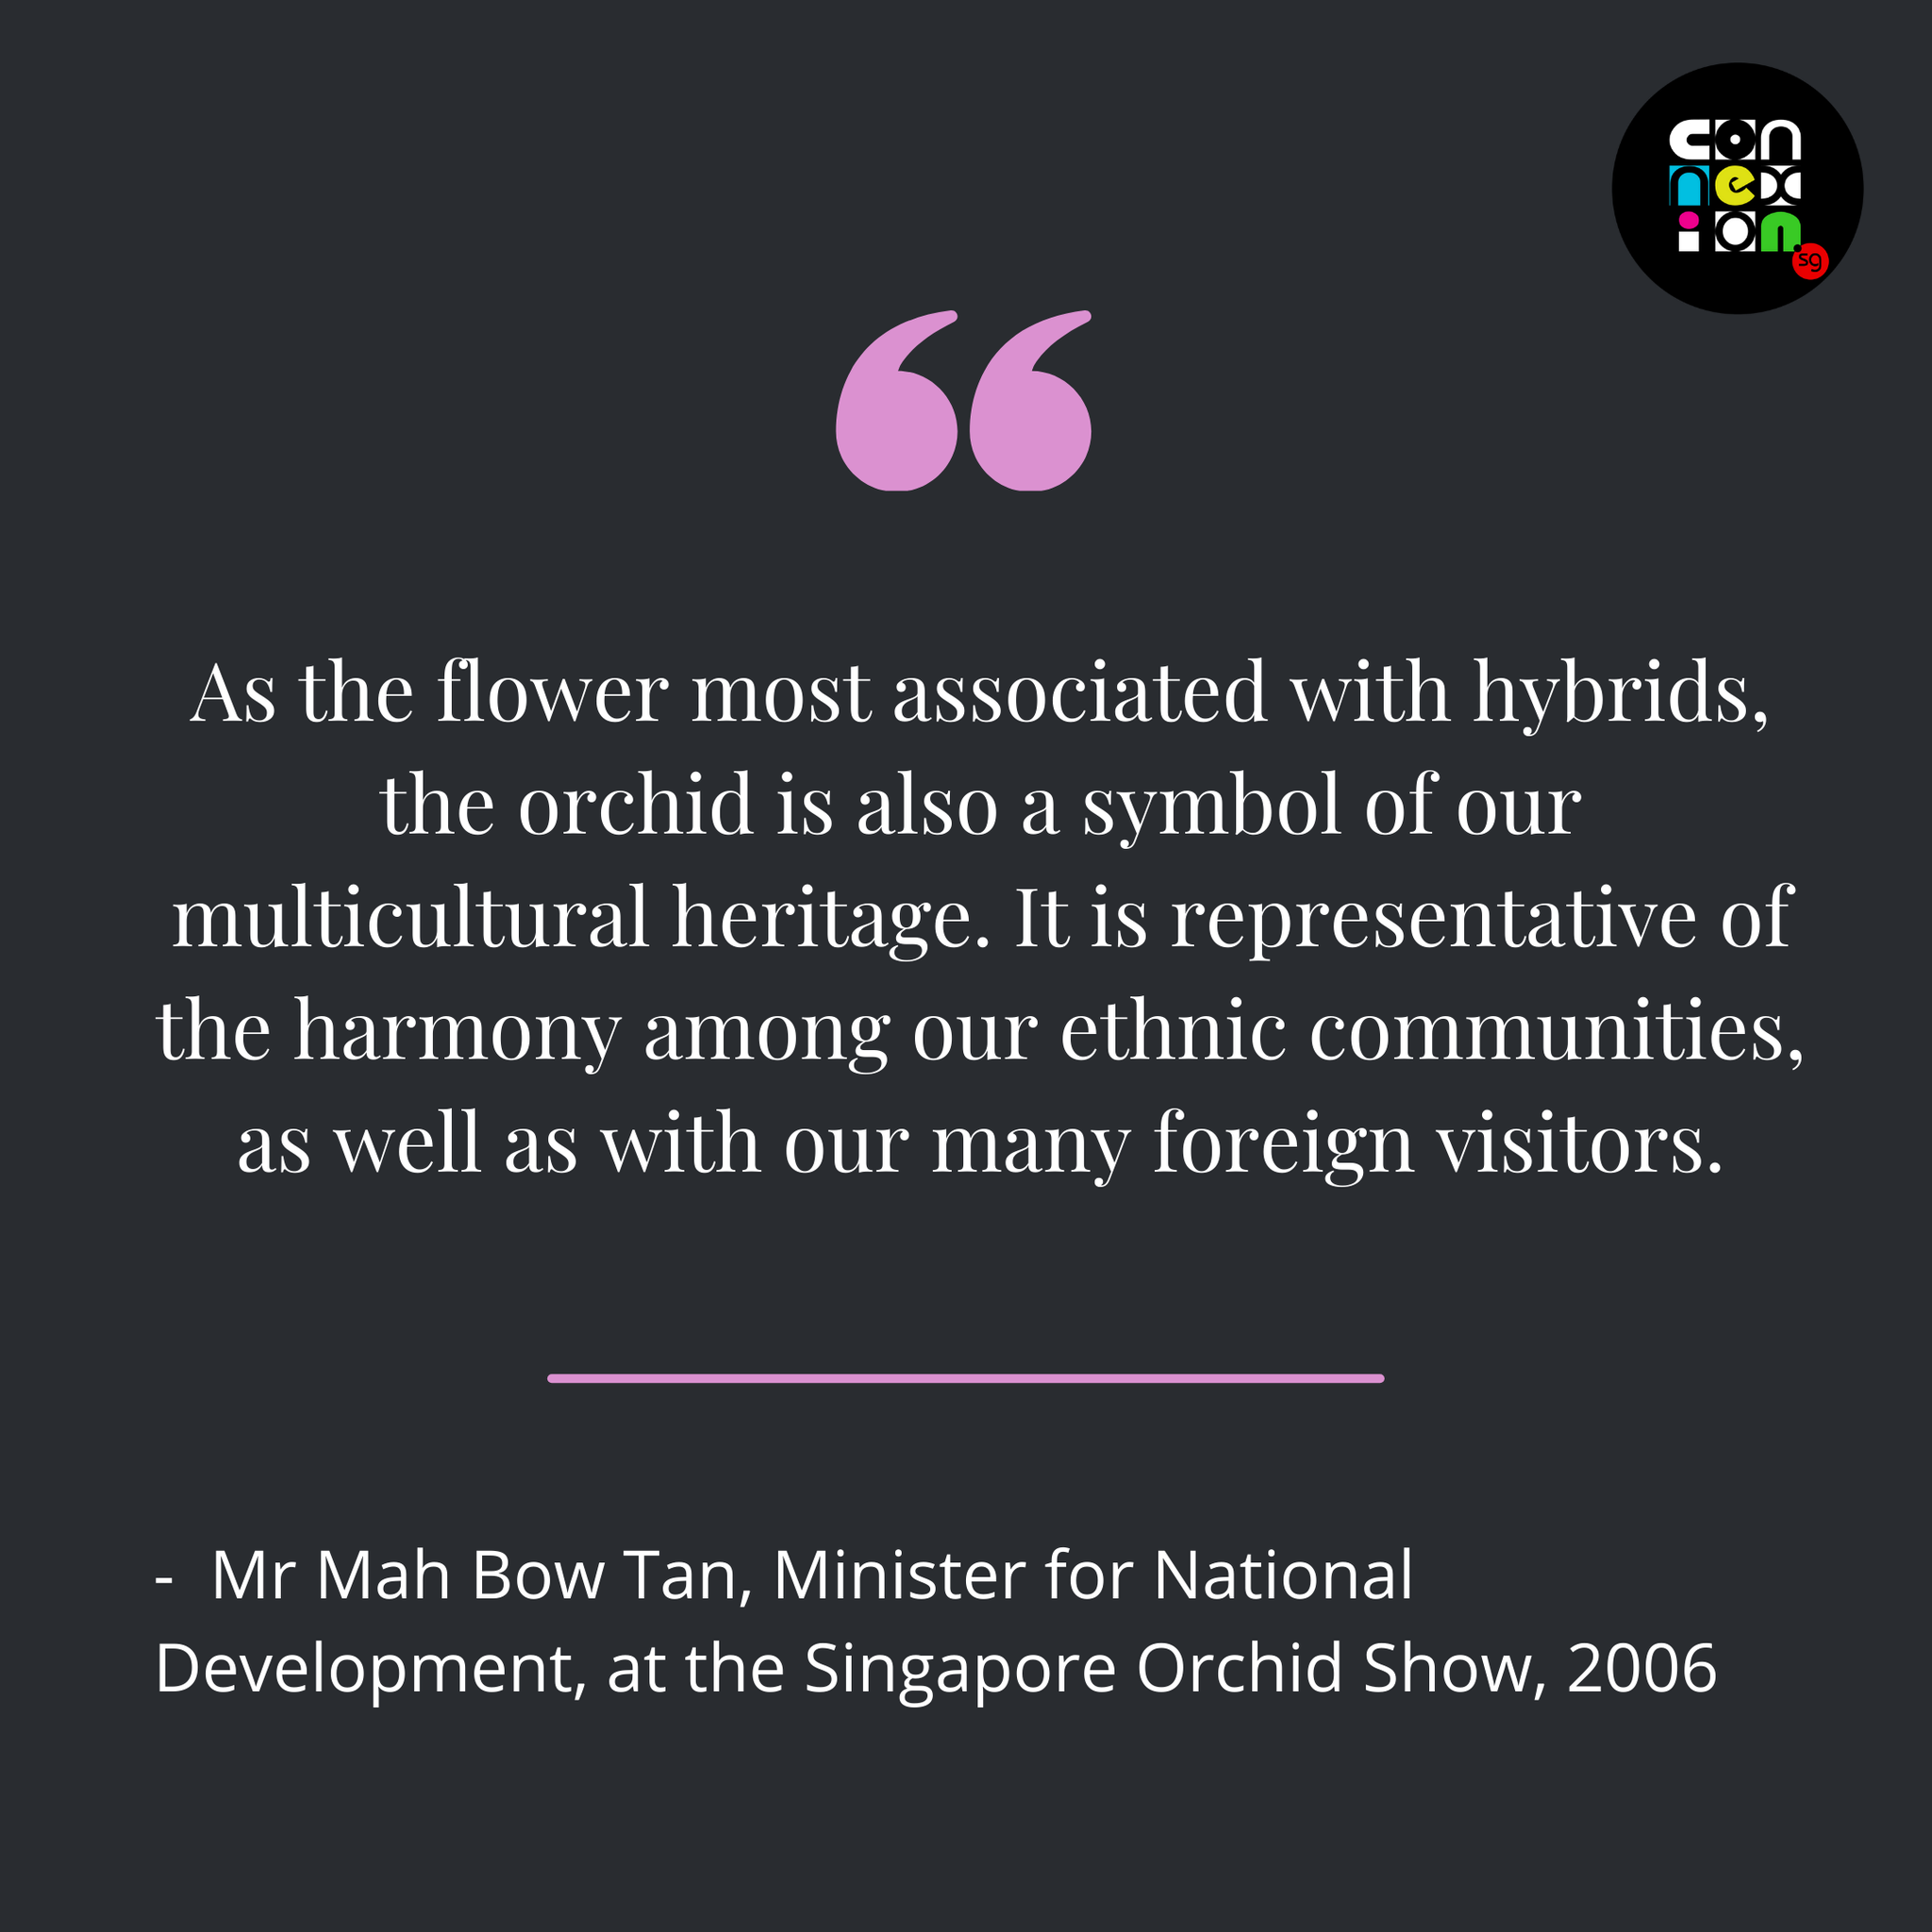 con
nex
ion
sg
“
As the flower most associated with hybrids,
the orchid is also a symbol of our
multicultural heritage. It is representative of
the harmony among our ethnic communities,
as well as with our many foreign visitors.
- Mr Mah Bow Tan, Minister for National
Development, at the Singapore Orchid Show, 2006